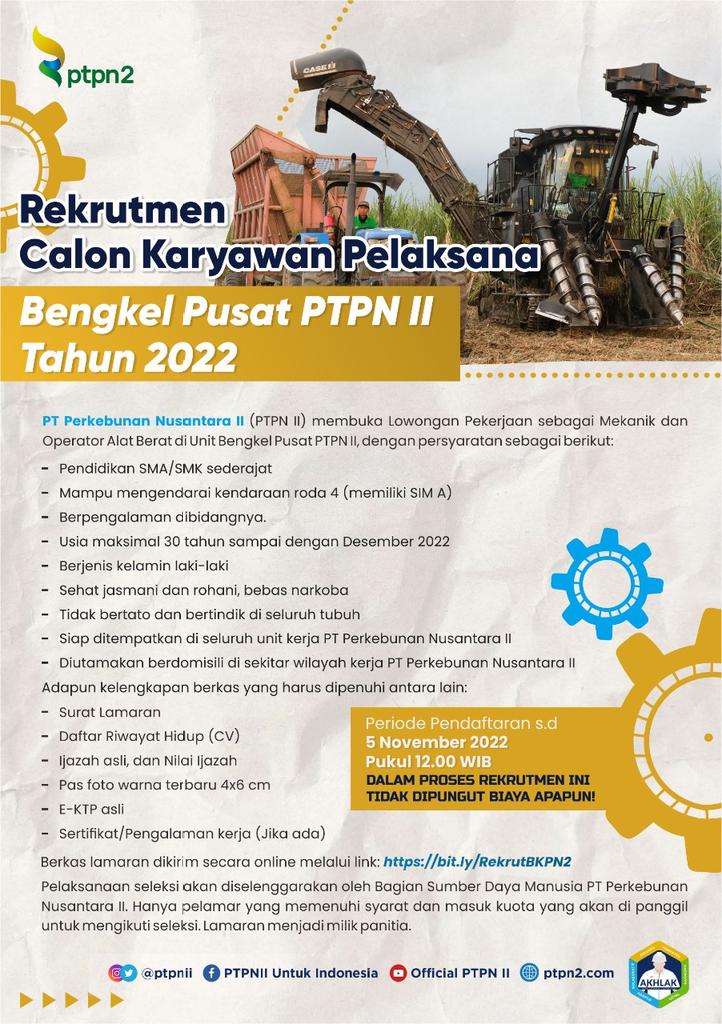 ptpn2
CASE IH
Rekrutmen
Calon Karyawan Pelaksana
Bengkel Pusat PTPN II
Tahun 2022
PT Perkebunan Nusantara II (PTPN II) membuka Lowongan Pekerjaan sebagai Mekanik dan
Operator Alat Berat di Unit Bengkel Pusat PTPN II, dengan persyaratan sebagai berikut:
- Pendidikan SMA/SMK sederajat
- Mampu mengendarai kendaraan roda 4 (memiliki SIM A)
- Berpengalaman dibidangnya.
- Usia maksimal 30 tahun sampai dengan Desember 2022
- Berjenis kelamin laki-laki
- Sehat jasmani dan rohani, bebas narkoba
- Tidak bertato dan bertindik di seluruh tubuh
- Siap ditempatkan di seluruh unit kerja PT Perkebunan Nusantara II
- Diutamakan berdomisili di sekitar wilayah kerja PT Perkebunan Nusantara II
Adapun kelengkapan berkas yang harus dipenuhi antara lain:
- Surat Lamaran
- Daftar Riwayat Hidup (CV)
- Ijazah asli, dan Nilai Ijazah
- Pas foto warna terbaru 4x6 cm
- E-KTP asli
- Sertifikat/Pengalaman kerja (Jika ada)
Periode Pendaftaran s.d
5 November 2022
Pukul 12.00 WIB
DALAM PROSES REKRUTMEN INI
TIDAK DIPUNGUT BIAYA APAPUN!
Berkas lamaran dikirim secara online melalui link: https://bit.ly/RekrutBKPN2
Pelaksanaan seleksi akan diselenggarakan oleh Bagian Sumber Daya Manusia PT Perkebunan
Nusantara II. Hanya pelamar yang memenuhi syarat dan masuk kuota yang akan di panggil
untuk mengikuti seleksi. Lamaran menjadi milik panitia.
@ptpnii PTPNII Untuk Indonesia Official PTPN II ptpn2.com
AKHLAK